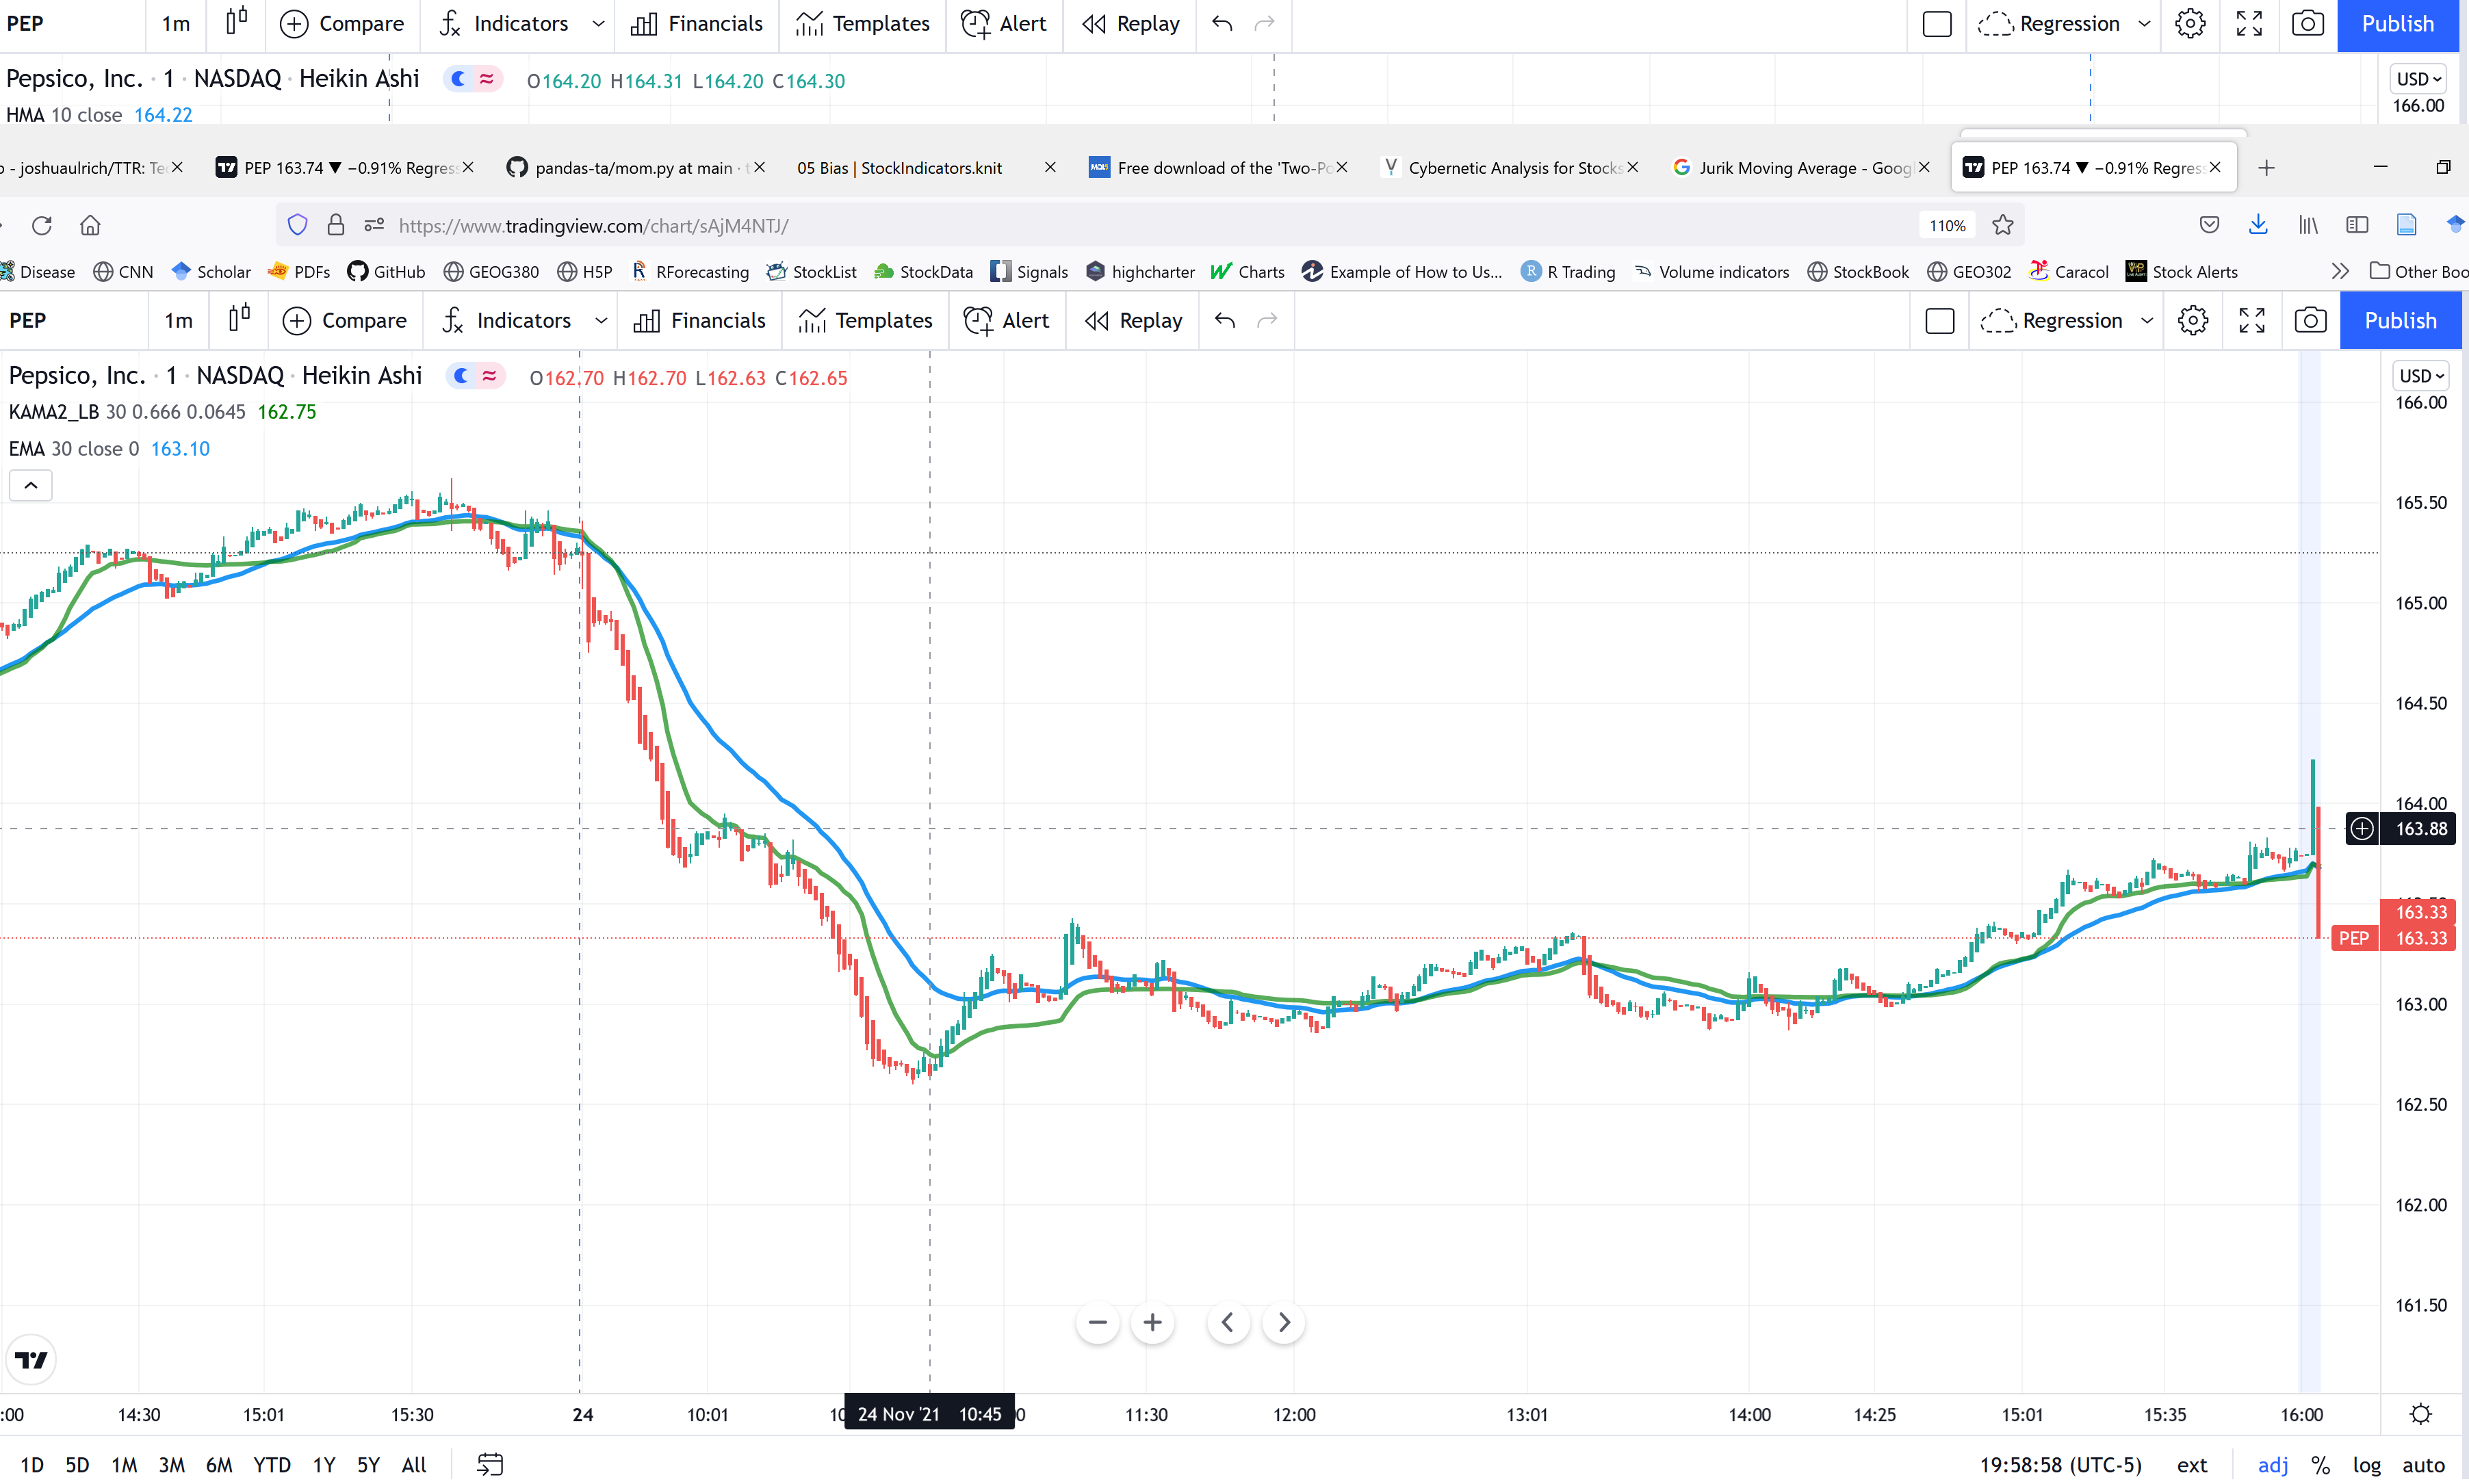 PEP 1m Compare Indicators Financials Templates Alert Replay Regression Publish
Pepsico, Inc. · 1 · NASDAQ · Heikin Ashi O164.20 H164.31 L164.20 C164.30 USD
166.00
HMA 10 close 164.22
- joshuaulrich/TTR: Te PEP 163.74 ▼ −0.91% Regres pandas-ta/mom.py at main · 05 Bias | StockIndicators.knit Free download of the 'Two-Po Cybernetic Analysis for Stocks Jurik Moving Average - Goog PEP 163.74 ▼ −0.91% Regres
https://www.tradingview.com/chart/sAjM4NTJ/ 110%
Disease CNN Scholar PDFs GitHub GEOG380 H5P RForecasting StockList StockData Signals highcharter Charts Example of How to Us... R Trading Volume indicators StockBook GEO302 Caracol Stock Alerts Other Boo
PEP 1m Compare Indicators Financials Templates Alert Replay Regression Publish
Pepsico, Inc. · 1 · NASDAQ · Heikin Ashi O162.70 H162.70 L162.63 C162.65 USD
KAMA2_LB 30 0.666 0.0645 162.75
EMA 30 close 0 163.10
166.00
165.50
165.00
164.50
164.00
163.88
163.33
PEP 163.33
163.00
162.50
162.00
161.50
:00 14:30 15:01 15:30 24 10:01 24 Nov '21 10:45 11:30 12:00 13:01 14:00 14:25 15:01 15:35 16:00
1D 5D 1M 3M 6M YTD 1Y 5Y All 19:58:58 (UTC-5) ext adj % log auto